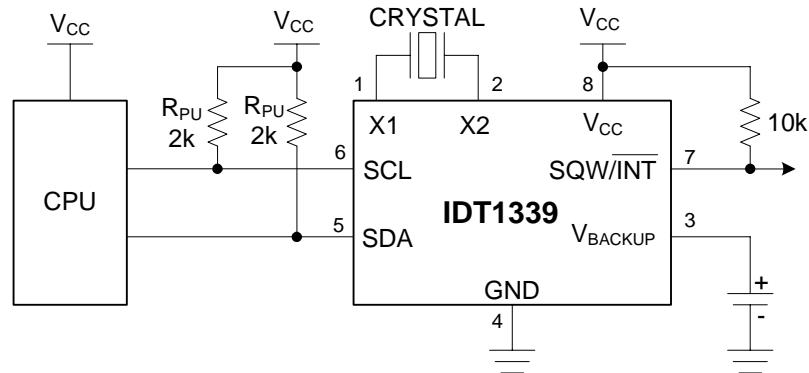 CRYSTAL
VCC
VCC
VCC
1
2
8
RPU
2k
RPU
2k
X1
X2
VCC
10k
6
SCL
SQW/INT
7
CPU
IDT1339
5
SDA
VBACKUP
3
GND
4
+
-